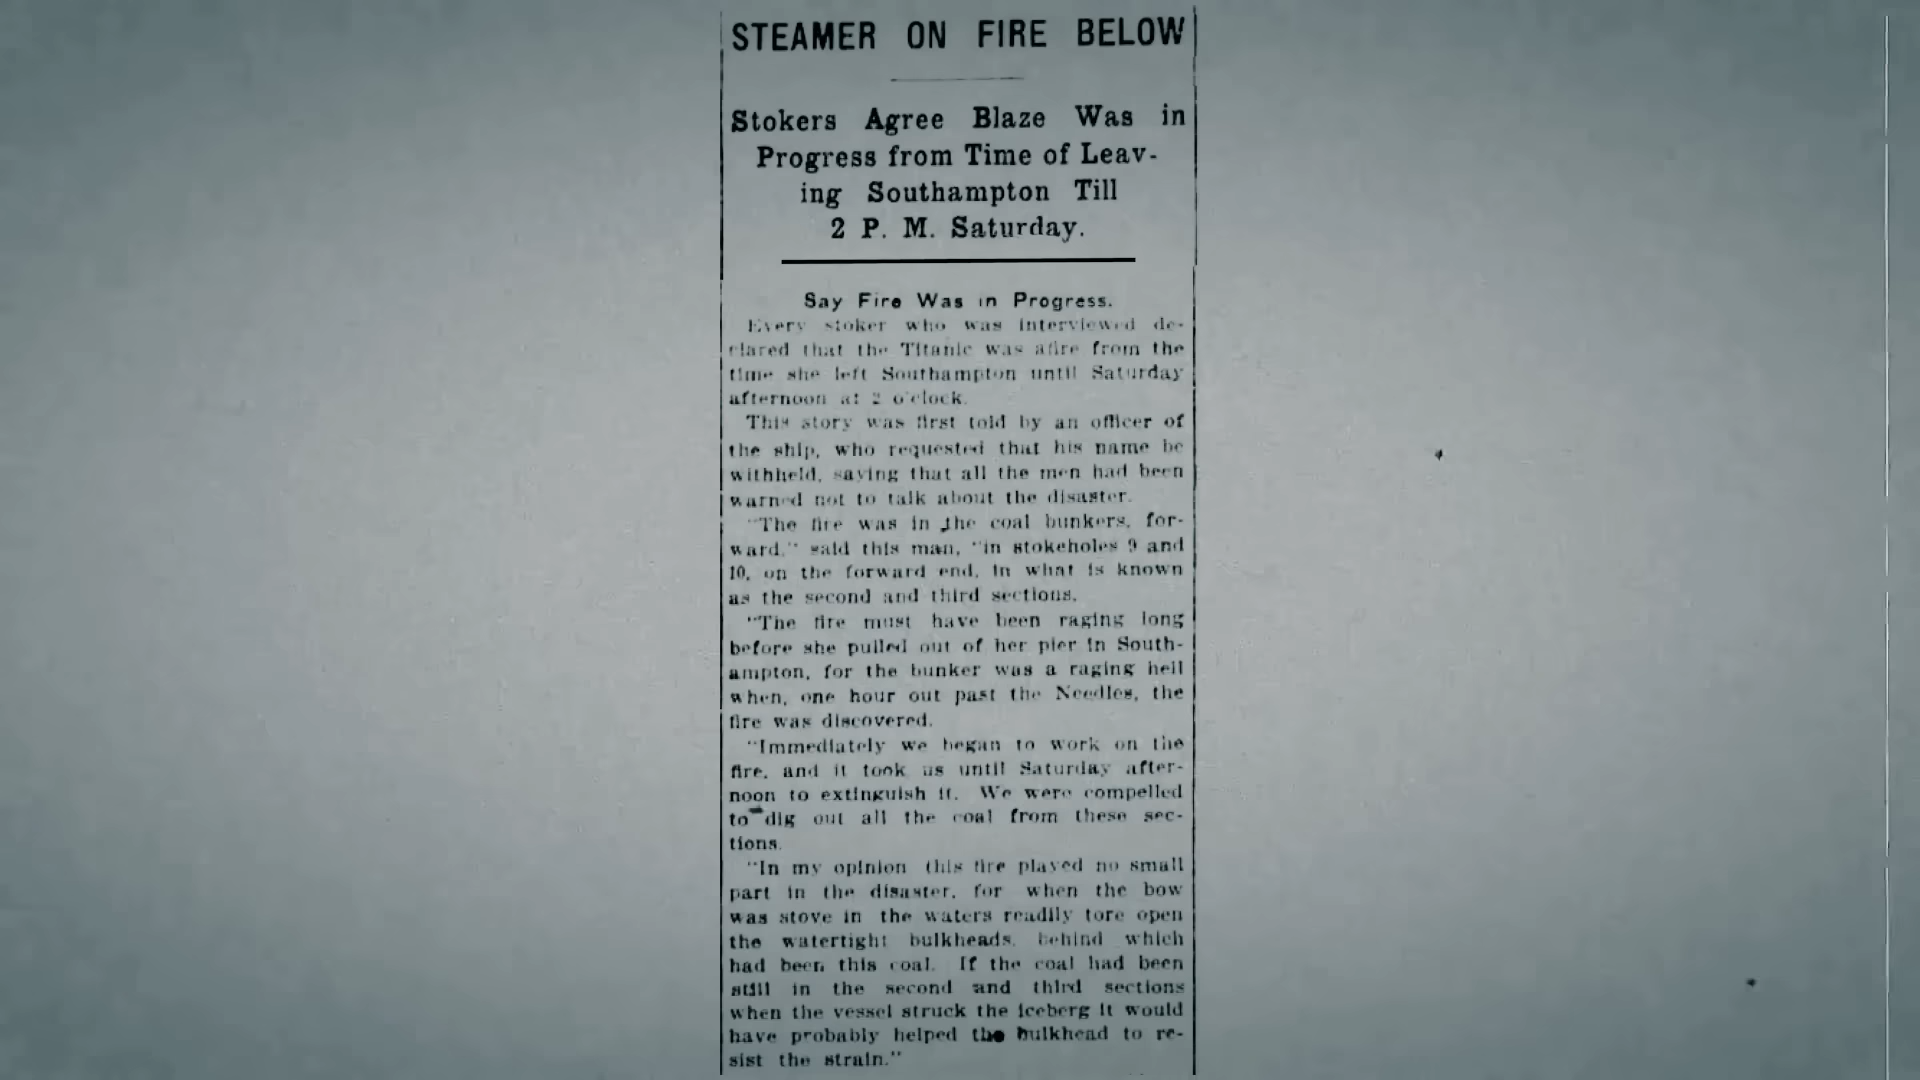 STEAMER ON FIRE BELOW
Stokers Agree Blaze Was in
Progress from Time of Leav-
ing Southampton Till
2 P. M. Saturday.
Say Fire Was in Progress.
Every stoker who was interviewed de-
clared that the Titanic was afire from the
time she left Southampton until Saturday
afternoon at 2 o'clock.
This story was first told by an officer of
the ship, who requested that his name be
withheld, saying that all the men had been
warned not to talk about the disaster.
"The fire was in the coal bunkers, for-
ward," said this man, "in stokeholes 9 and
10, on the forward end, in what is known
as the second and third sections.
"The fire must have been raging long
before she pulled out of her pier in South-
ampton, for the bunker was a raging hell
when, one hour out past the Needles, the
fire was discovered.
"Immediately we began to work on the
fire, and it took us until Saturday after-
noon to extinguish it. We were compelled
to dig out all the coal from these sec-
tions.
"In my opinion this fire played no small
part in the disaster, for when the bow
was stove in the waters readily tore open
the watertight bulkheads, behind which
had been this coal. If the coal had been
still in the second and third sections
when the vessel struck the iceberg it would
have probably helped the bulkhead to re-
sist the strain."